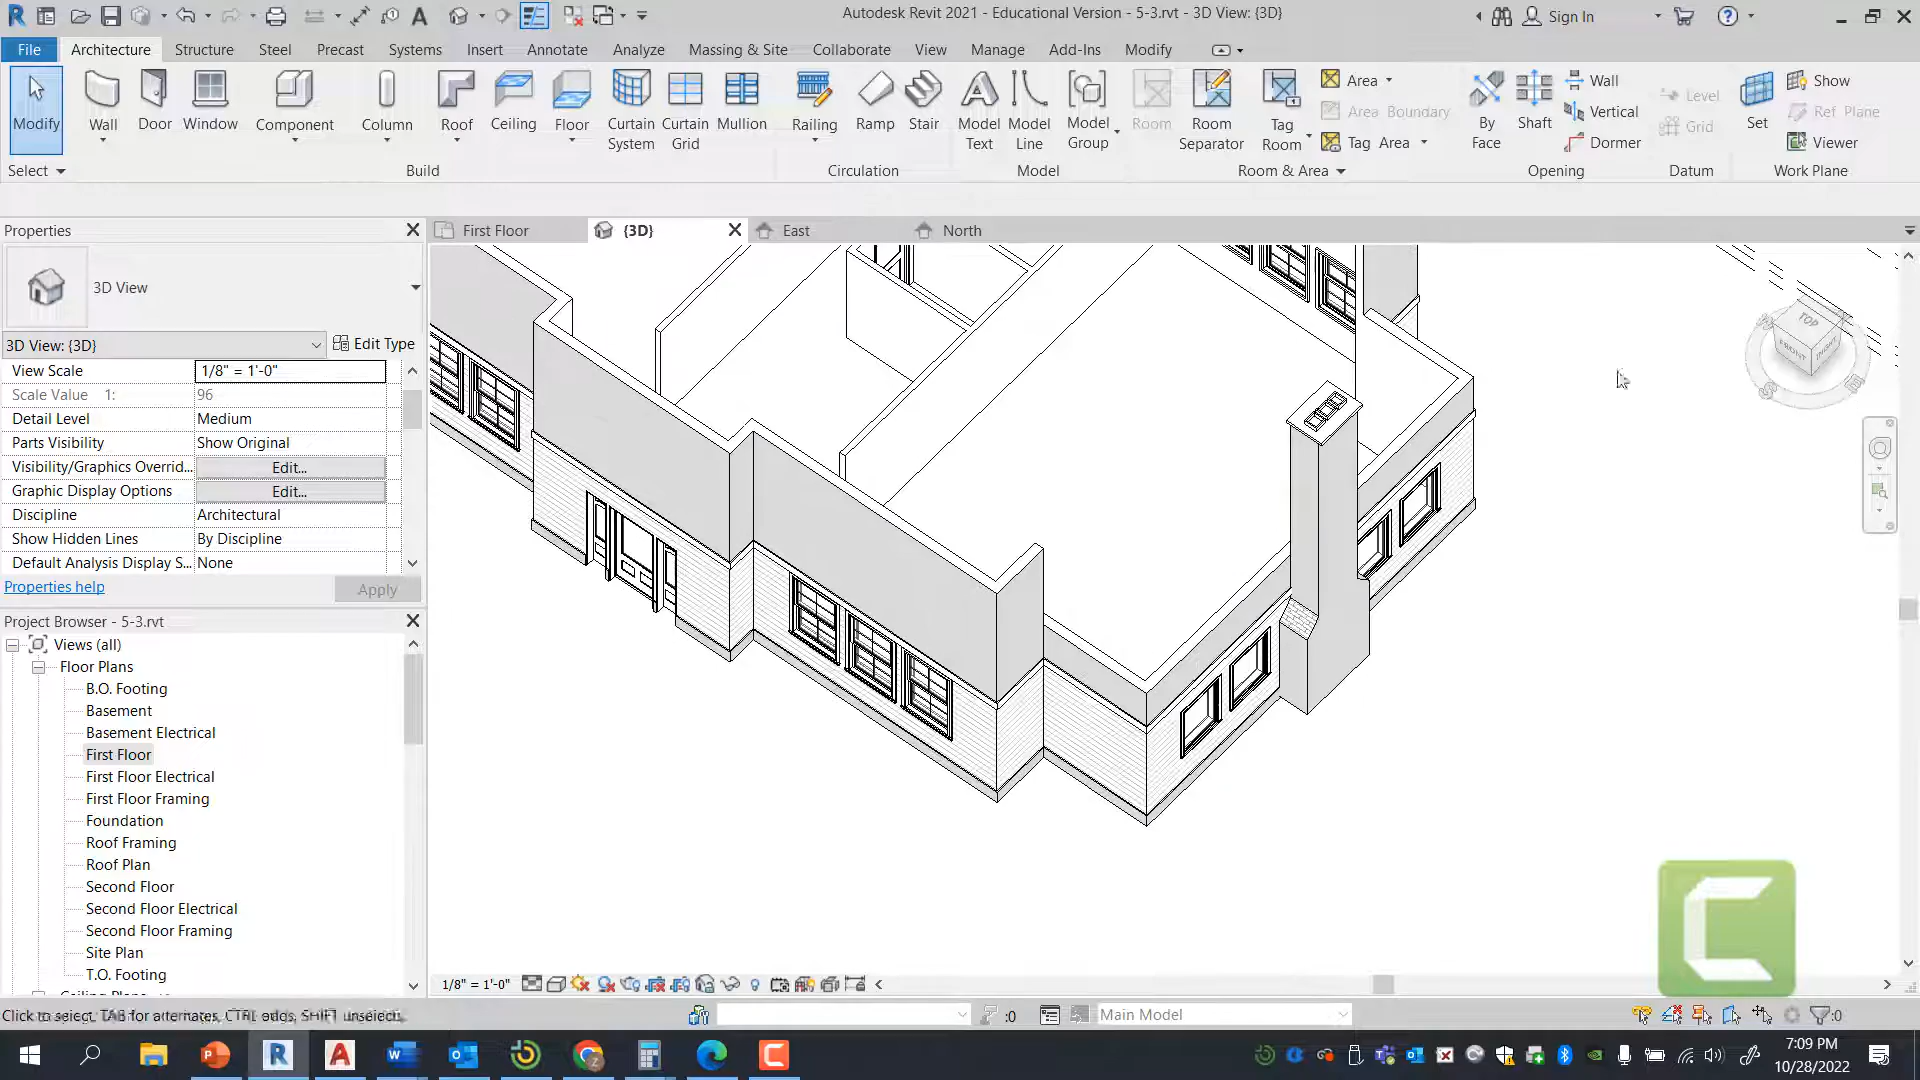 Autodesk Revit 2021 - Educational Version - 5-3.rvt - 3D View: {3D}
Sign In
File Architecture Structure Steel Precast Systems Insert Annotate Analyze Massing & Site Collaborate View Manage Add-Ins Modify
Modify Wall Door Window Component Column Roof Ceiling Floor Curtain System Curtain Grid Mullion Railing Ramp Stair Model Text Model Line Model Group Room Room Separator Tag Room
Area
Area Boundary
Tag Area
By Face Shaft
Wall
Vertical
Dormer
Level
Grid
Set
Show
Ref Plane
Viewer
Select Build Circulation Model Room & Area Opening Datum Work Plane
Properties
First Floor {3D} East North
3D View
3D View: {3D} Edit Type
View Scale 1/8" = 1'-0"
Scale Value 1: 96
Detail Level Medium
Parts Visibility Show Original
Visibility/Graphics Overrid... Edit...
Graphic Display Options Edit...
Discipline Architectural
Show Hidden Lines By Discipline
Default Analysis Display S... None
Properties help Apply
TOP
FRONT
Project Browser - 5-3.rvt
Views (all)
Floor Plans
B.O. Footing
Basement
Basement Electrical
First Floor
First Floor Electrical
First Floor Framing
Foundation
Roof Framing
Roof Plan
Second Floor
Second Floor Electrical
Second Floor Framing
Site Plan
T.O. Footing
1/8" = 1'-0"
Click to select, TAB for alternates, CTRL adds, SHIFT unselects.
:0
Main Model
:0
7:09 PM
10/28/2022